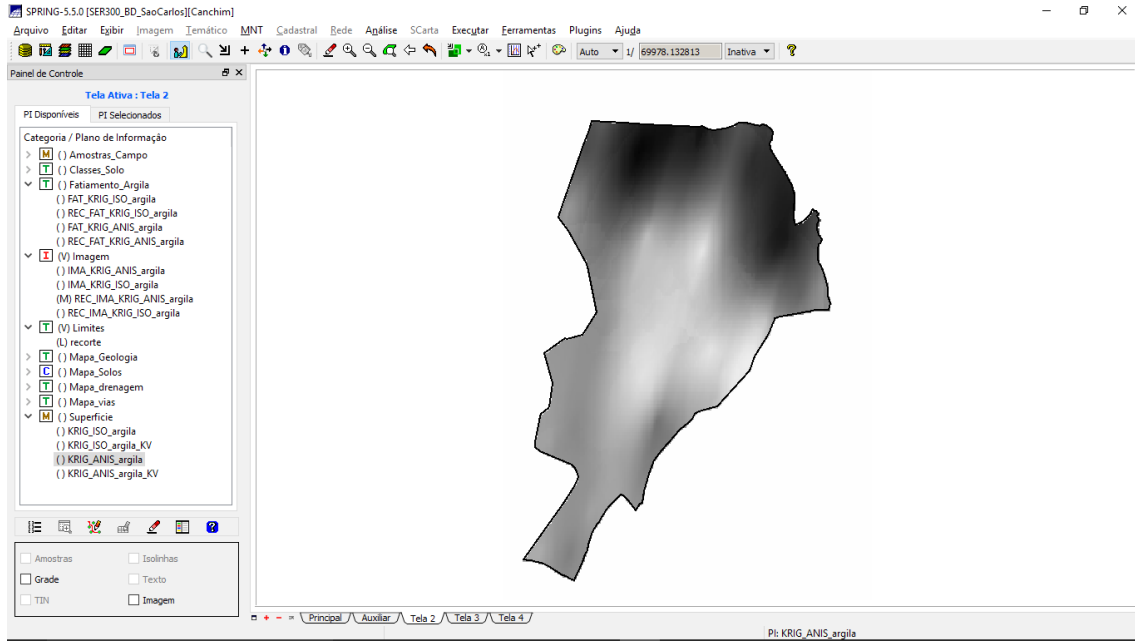 SPRING-5.5.0 [SER300_BD_SaoCarlos][Canchim]
Arquivo Editar Exibir Imagem Temático MNT Cadastral Rede Análise SCarta Executar Ferramentas Plugins Ajuda
Auto 1/ 69978.132813 Inativa
Painel de Controle
Tela Ativa : Tela 2
PI Disponíveis PI Selecionados
Categoria / Plano de Informação
M () Amostras_Campo
T () Classes_Solo
T () Fatiamento_Argila
() FAT_KRIG_ISO_argila
() REC_FAT_KRIG_ISO_argila
() FAT_KRIG_ANIS_argila
() REC_FAT_KRIG_ANIS_argila
I (V) Imagem
() IMA_KRIG_ANIS_argila
() IMA_KRIG_ISO_argila
(M) REC_IMA_KRIG_ANIS_argila
() REC_IMA_KRIG_ISO_argila
T (V) Limites
(L) recorte
T () Mapa_Geologia
C () Mapa_Solos
T () Mapa_drenagem
T () Mapa_vias
M () Superficie
() KRIG_ISO_argila
() KRIG_ISO_argila_KV
() KRIG_ANIS_argila
() KRIG_ANIS_argila_KV
Amostras Isolinhas
Grade Texto
TIN Imagem
Principal Auxiliar Tela 2 Tela 3 Tela 4
PI: KRIG_ANIS_argila